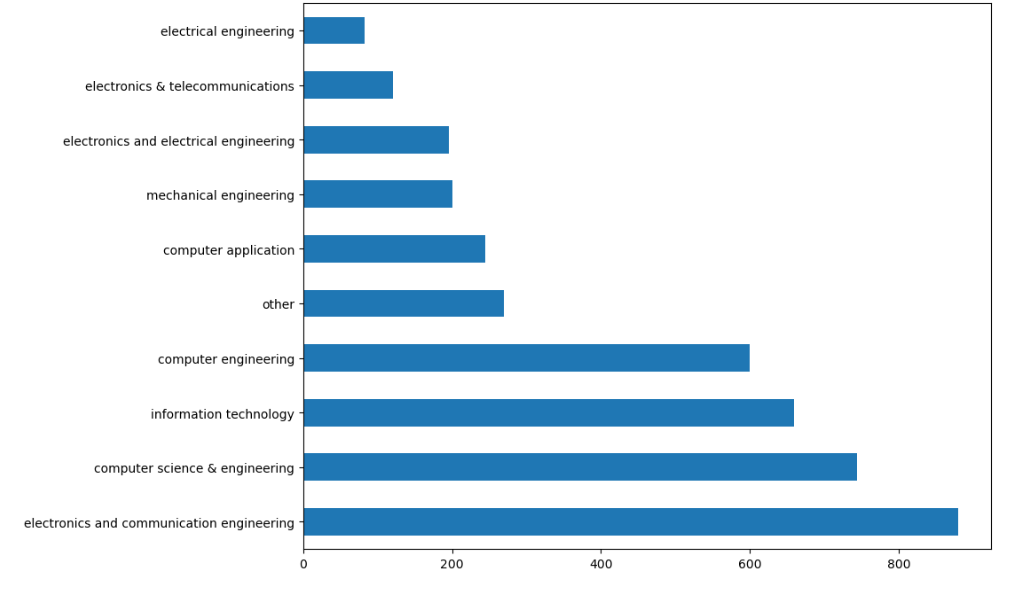 electrical engineering
electronics & telecommunications
electronics and electrical engineering
mechanical engineering
computer application
other
computer engineering
information technology
computer science & engineering
electronics and communication engineering
0 200 400 600 800